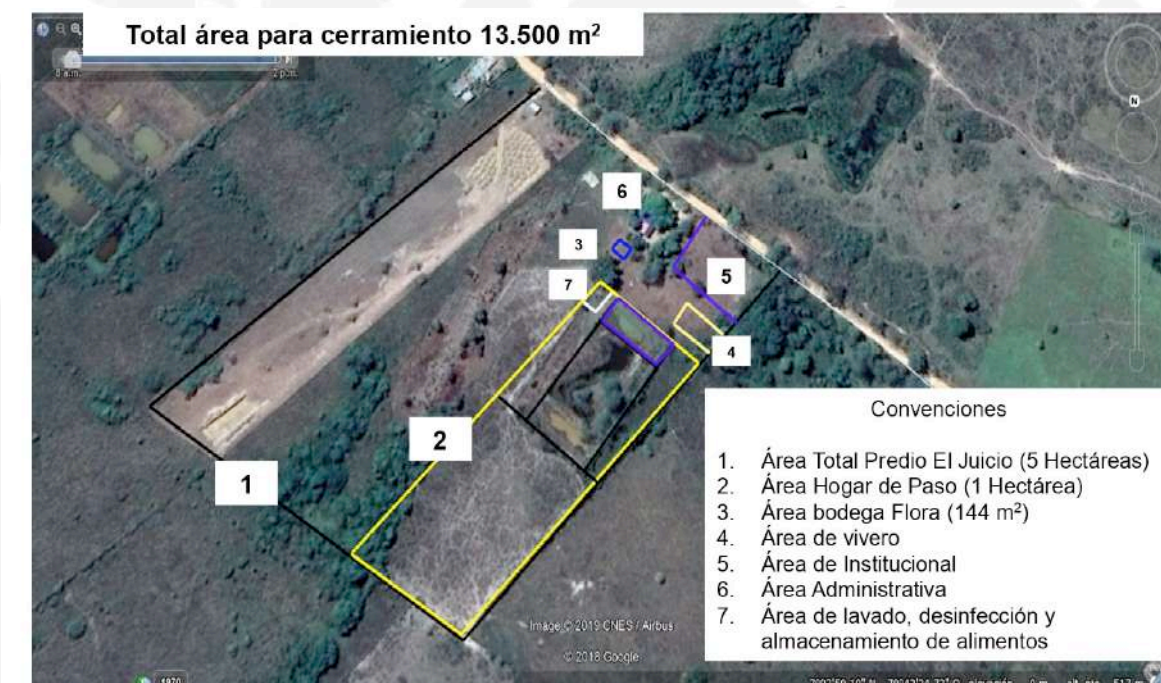 Total área para cerramiento 13.500 m²
8 a.m.
2 p.m.
N
6
3
5
7
4
2
1
Convenciones
1. Área Total Predio El Juicio (5 Hectáreas)
2. Área Hogar de Paso (1 Hectárea)
3. Área bodega Flora (144 m²)
4. Área de vivero
5. Área de Institucional
6. Área Administrativa
7. Área de lavado, desinfección y
almacenamiento de alimentos
Image © 2019 CNES / Airbus
© 2018 Google
1970